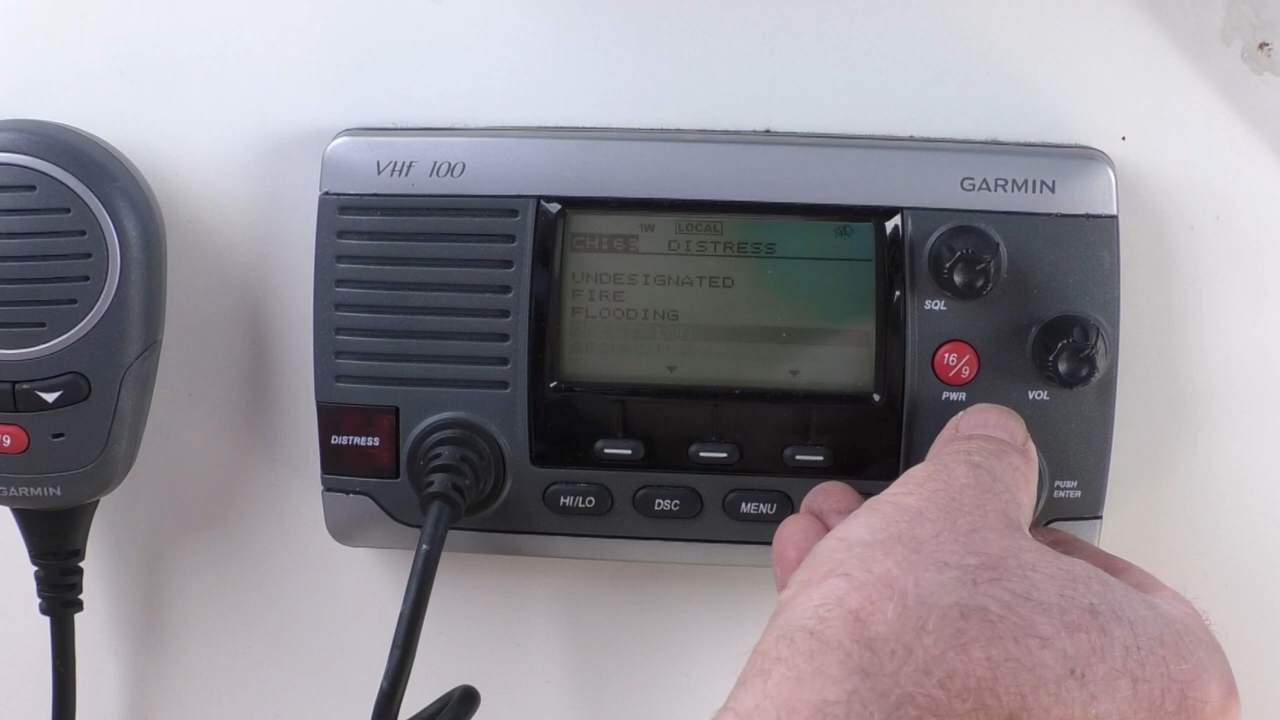 VHF 100
GARMIN
1W LOCAL
DISTRESS
UNDESIGNATED
FIRE
FLOODING
SQL
16/9
PWR
VOL
DISTRESS
PUSH
ENTER
HI/LO
DSC
MENU
/9
GARMIN